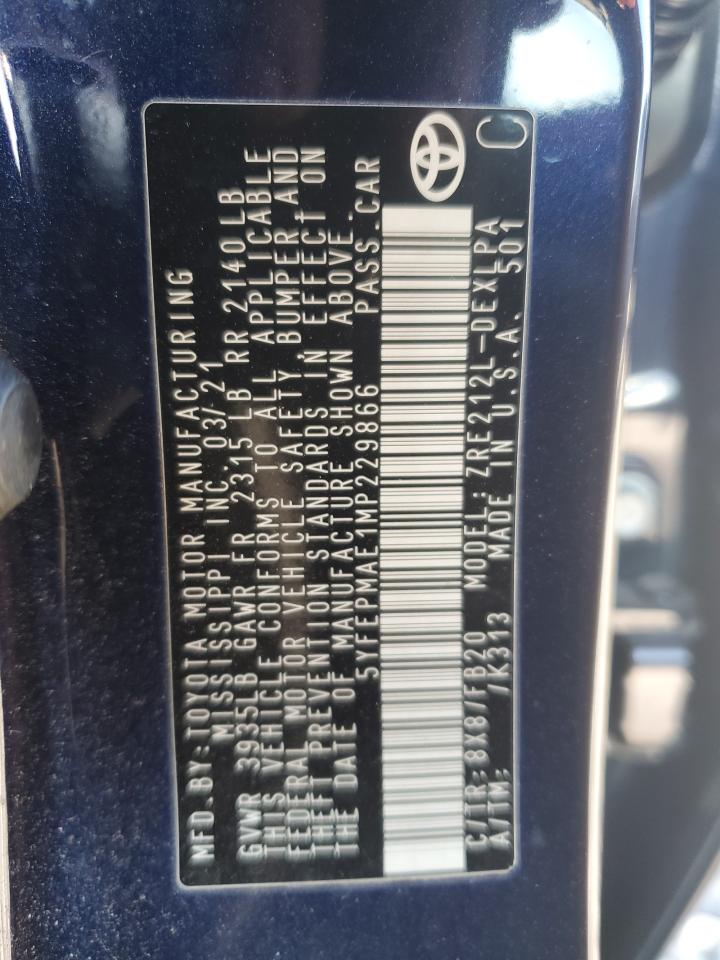 MFD.BY:TOYOTA MOTOR MANUFACTURING
MISSISSIPPI INC.03/21
GVWR 3935LB GAWR FR 2315 LB RR 2140LB
THIS VEHICLE CONFORMS TO ALL APPLICABLE
FEDERAL MOTOR VEHICLE SAFETY,BUMPER,AND
THEFT PREVENTION STANDARDS IN EFFECT ON
THE DATE OF MANUFACTURE SHOWN ABOVE.
5YFEPMAE1MP229866 PASS.CAR
C/TR:8X8/FB20 MODEL:ZRE212L-DEXLPA
A/TM: /K313 MADE IN U.S.A. 501
C